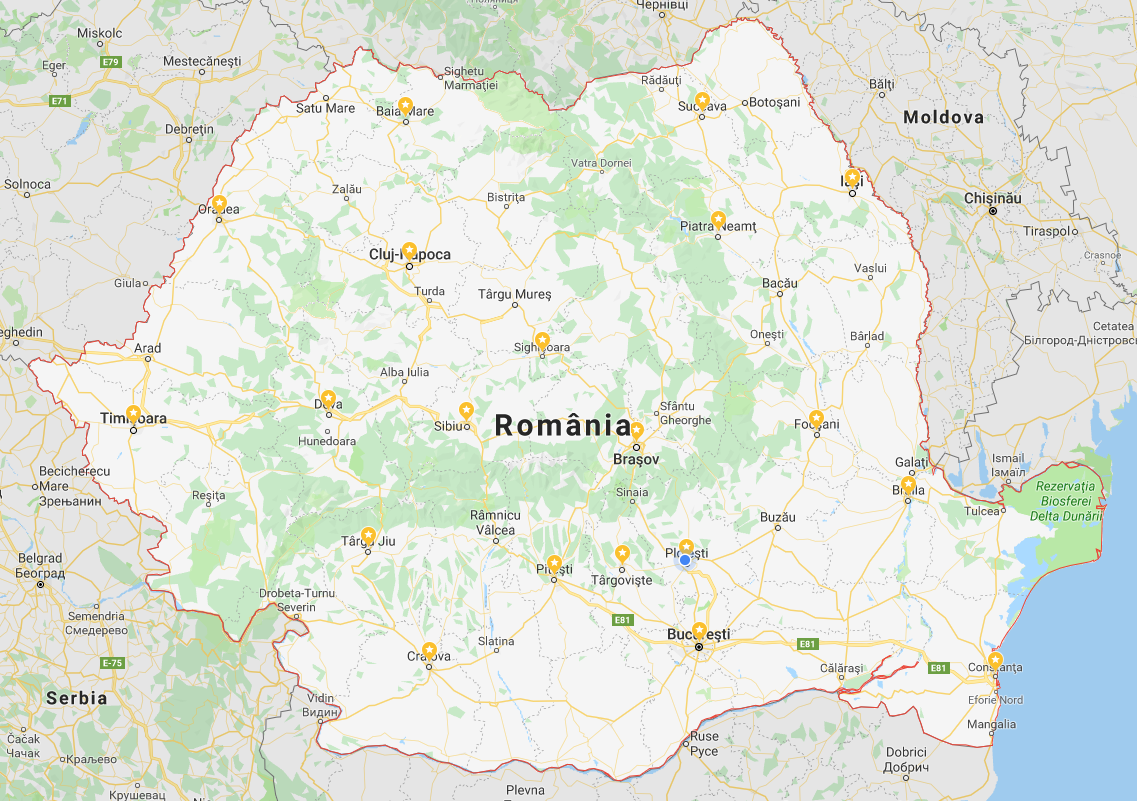 Чернівці
Miskolc
Eger
E79
Mestecănești
E71
Debrețin
Solnoca
Giula
Sighetu
Marmației
Rădăuți
Satu Mare
Baia Mare
Suceava
Botoșani
Bălți
Moldova
Vatra Dornei
Iași
Zalău
Bistrița
Chișinău
Oradea
Piatra Neamț
Tiraspol
Cluj-Napoca
Crasnoe
Vaslui
Bacău
Turda
Târgu Mureș
Cetatea
Білгород-Дністровс
eghedin
Onești
Bârlad
Arad
Sighișoara
Alba Iulia
Deva
Sfântu
Gheorghe
Timișoara
Sibiu
România
Focșani
Hunedoara
Brașov
Galați
Ismail
Ізмаїл
Becicherecu
Mare
Зрењанин
Reșița
Sinaia
Brăila
Rezervația
Biosferei
Delta Dunării
Tulcea
Râmnicu
Vâlcea
Buzău
Târgu Jiu
Ploiești
Belgrad
Београд
Pitești
Târgoviște
Drobeta-Turnu
Severin
Semendria
Смедерево
E81
București
E81
Slatina
Craiova
E-75
Călărași
E81
Constanța
Serbia
Vidin
Видин
Eforie Nord
Mangalia
Čačak
Чачак
Краљево
Ruse
Русе
Dobrici
Добрич
Крушевац
Plevna